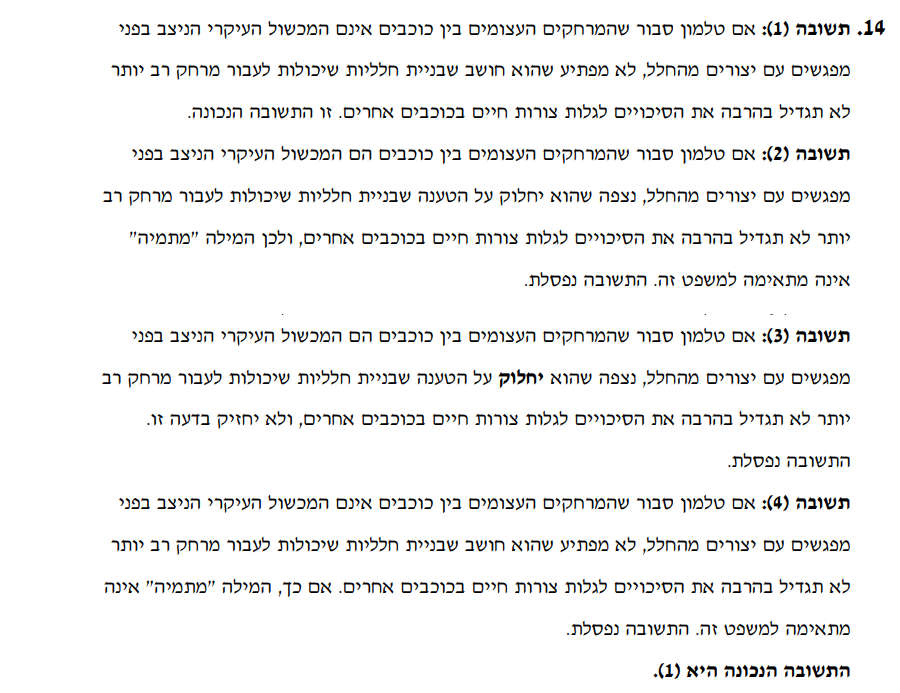 14. תשובה (1): אם טלמון סבור שהמרחקים העצומים בין כוכבים אינם המכשול העיקרי הניצב בפני
מפגשים עם יצורים מהחלל, לא מפתיע שהוא חושב שבניית חלליות שיכולות לעבור מרחק רב יותר
לא תגדיל בהרבה את הסיכויים לגלות צורות חיים בכוכבים אחרים. זו התשובה הנכונה.
תשובה (2): אם טלמון סבור שהמרחקים העצומים בין כוכבים הם המכשול העיקרי הניצב בפני
מפגשים עם יצורים מהחלל, נצפה שהוא יחלוק על הטענה שבניית חלליות שיכולות לעבור מרחק רב
יותר לא תגדיל בהרבה את הסיכויים לגלות צורות חיים בכוכבים אחרים, ולכן המילה "מתמיה"
אינה מתאימה למשפט זה. התשובה נפסלת.
תשובה (3): אם טלמון סבור שהמרחקים העצומים בין כוכבים הם המכשול העיקרי הניצב בפני
מפגשים עם יצורים מהחלל, נצפה שהוא יחלוק על הטענה שבניית חלליות שיכולות לעבור מרחק רב
יותר לא תגדיל בהרבה את הסיכויים לגלות צורות חיים בכוכבים אחרים, ולא יחזיק בדעה זו.
התשובה נפסלת.
תשובה (4): אם טלמון סבור שהמרחקים העצומים בין כוכבים אינם המכשול העיקרי הניצב בפני
מפגשים עם יצורים מהחלל, לא מפתיע שהוא חושב שבניית חלליות שיכולות לעבור מרחק רב יותר
לא תגדיל בהרבה את הסיכויים לגלות צורות חיים בכוכבים אחרים. אם כך, המילה "מתמיה" אינה
מתאימה למשפט זה. התשובה נפסלת.
התשובה הנכונה היא (1).